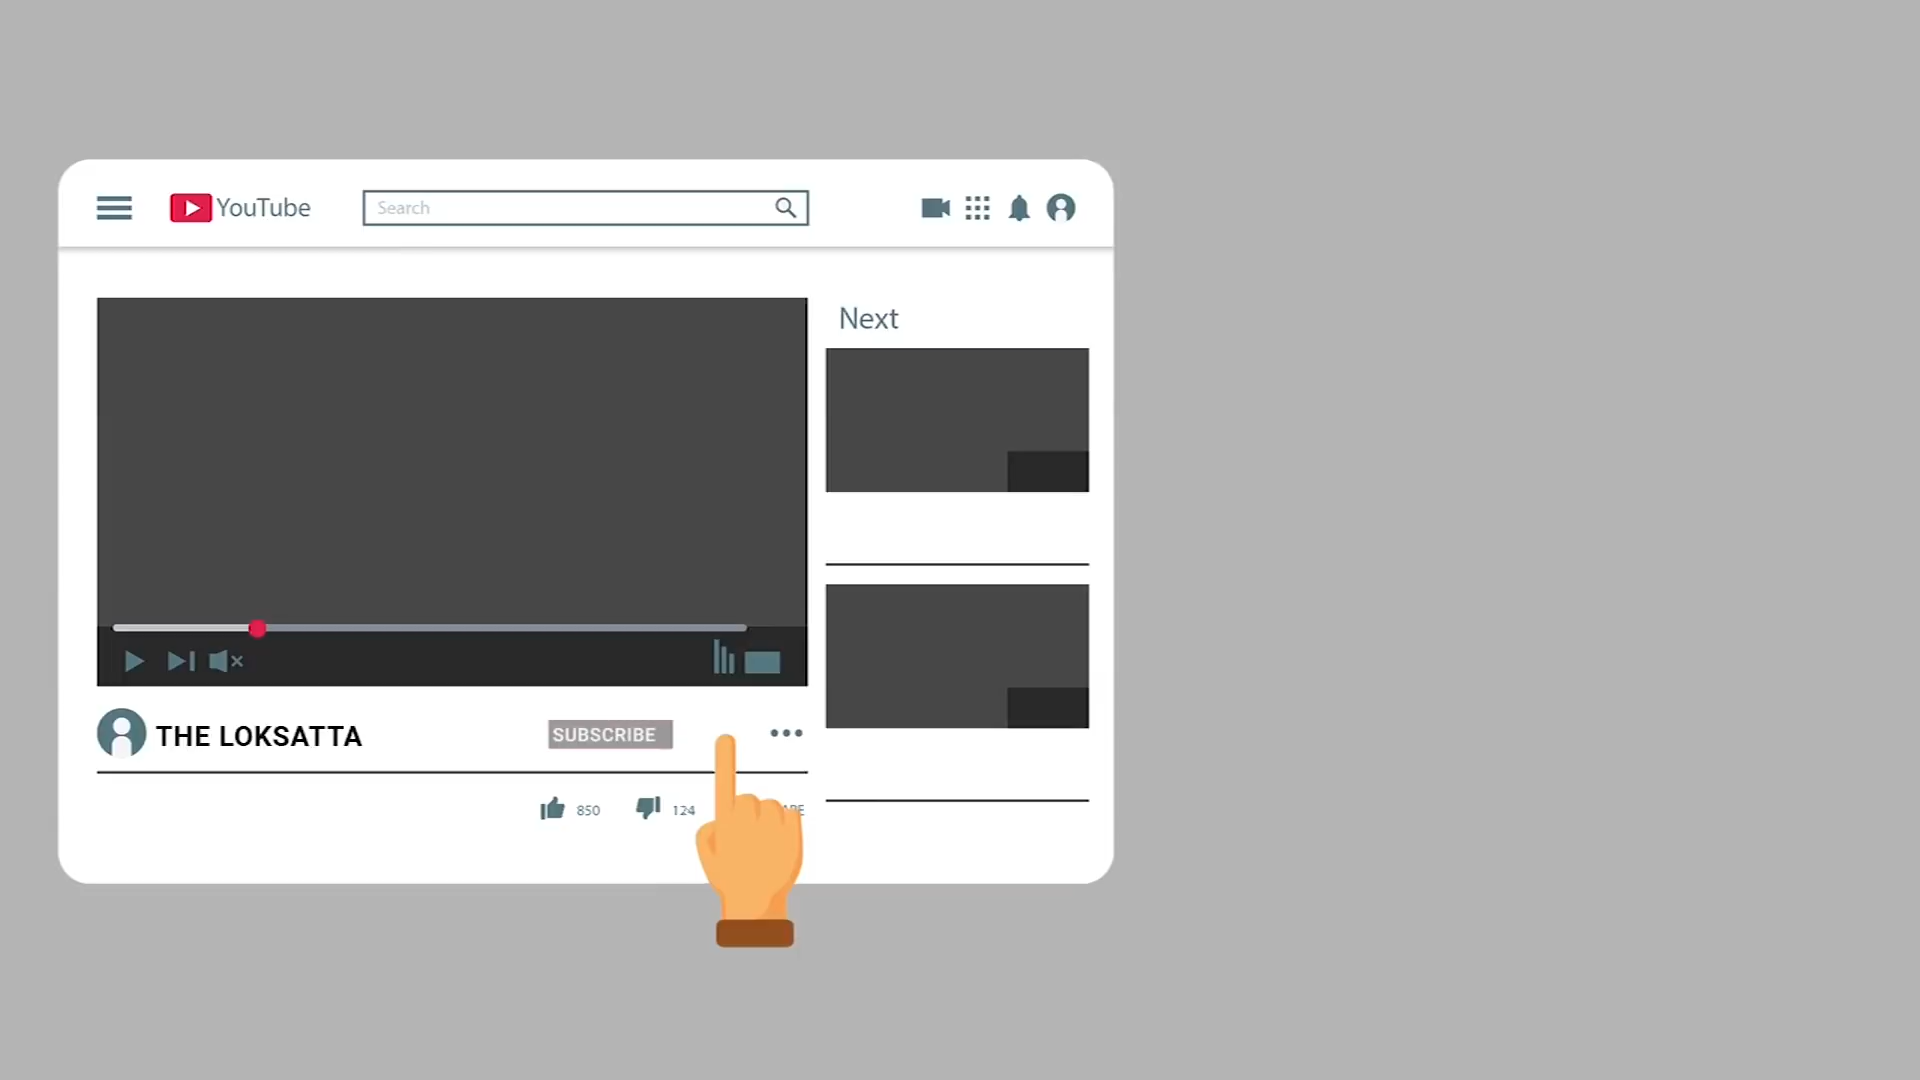 YouTube
Search
Next
THE LOKSATTA
SUBSCRIBE
850
124